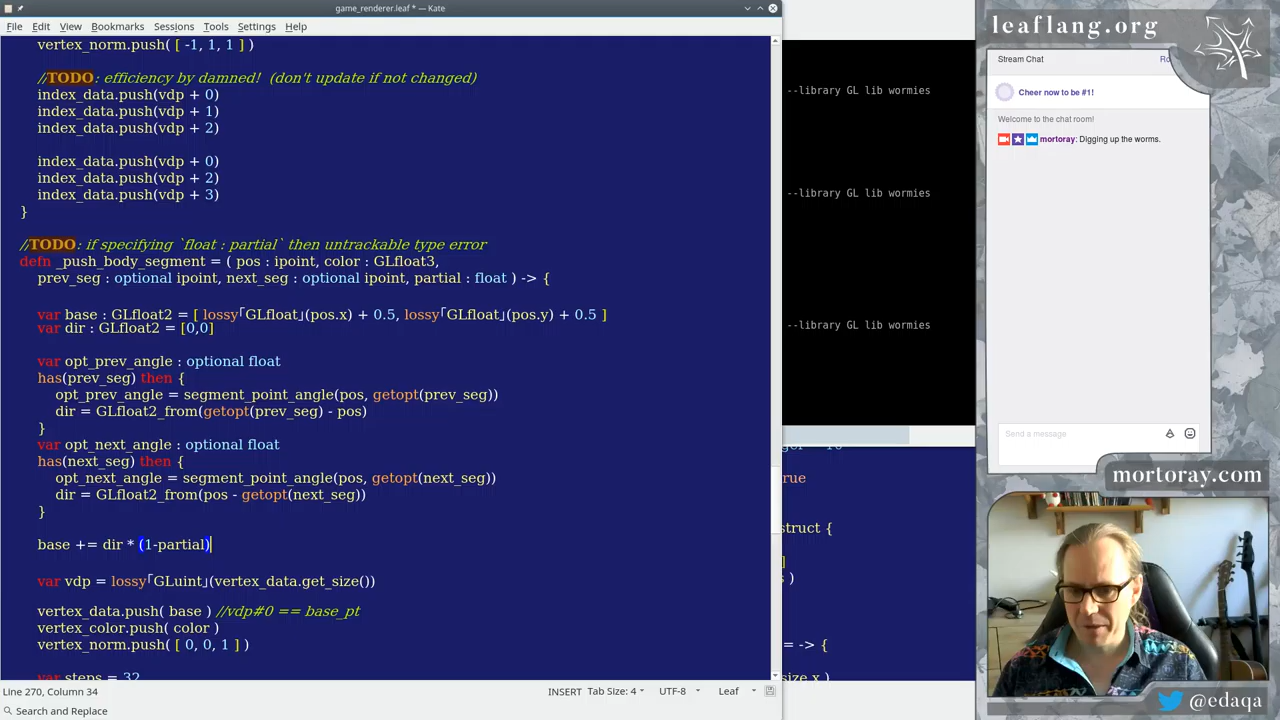 game_renderer.leaf * — Kate
File Edit View Bookmarks Sessions Tools Settings Help
vertex_norm.push( [ -1, 1, 1 ] )
//TODO: efficiency by damned!  (don't update if not changed)
index_data.push(vdp + 0)
index_data.push(vdp + 1)
index_data.push(vdp + 2)
index_data.push(vdp + 0)
index_data.push(vdp + 2)
index_data.push(vdp + 3)
}
//TODO: if specifying `float : partial` then untrackable type error
defn _push_body_segment = ( pos : ipoint, color : GLfloat3,
prev_seg : optional ipoint, next_seg : optional ipoint, partial : float ) -> {
var base : GLfloat2 = [ lossy「GLfloat」(pos.x) + 0.5, lossy「GLfloat」(pos.y) + 0.5 ]
var dir : GLfloat2 = [0,0]
var opt_prev_angle : optional float
has(prev_seg) then {
opt_prev_angle = segment_point_angle(pos, getopt(prev_seg))
dir = GLfloat2_from(getopt(prev_seg) - pos)
}
var opt_next_angle : optional float
has(next_seg) then {
opt_next_angle = segment_point_angle(pos, getopt(next_seg))
dir = GLfloat2_from(pos - getopt(next_seg))
}
base += dir * (1-partial)
var vdp = lossy「GLuint」(vertex_data.get_size())
vertex_data.push( base ) //vdp#0 == base_pt
vertex_color.push( color )
vertex_norm.push( [ 0, 0, 1 ] )
var steps = 32
Line 270, Column 34
INSERT Tab Size: 4 UTF-8 Leaf
Search and Replace
--library GL lib wormies
--library GL lib wormies
--library GL lib wormies
rue
struct {
]
s )
= -> {
size.x )
leaflang.org
Stream Chat
Cheer now to be #1!
Welcome to the chat room!
mortoray: Digging up the worms.
Send a message
mortoray.com
@edaqa